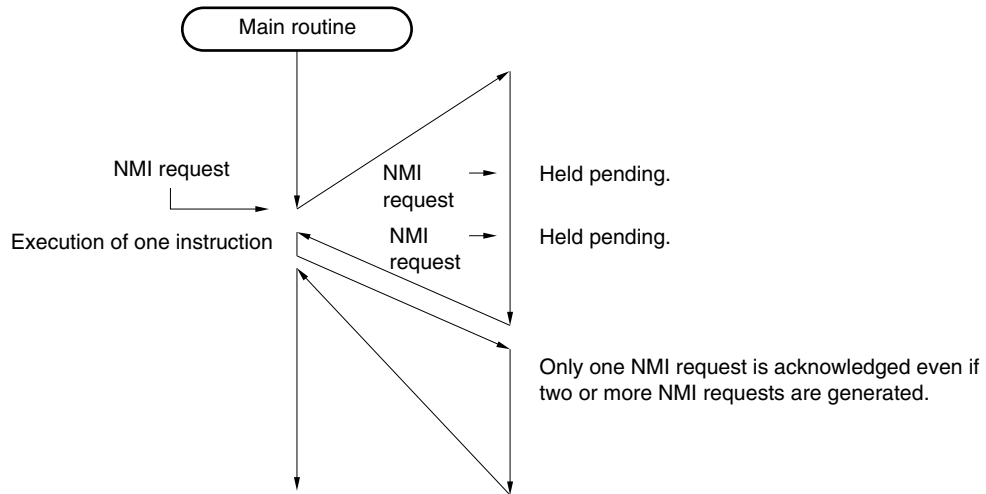 Main routine
NMI request
NMI
request
Held pending.
NMI
request
Held pending.
Execution of one instruction
Only one NMI request is acknowledged even if
two or more NMI requests are generated.